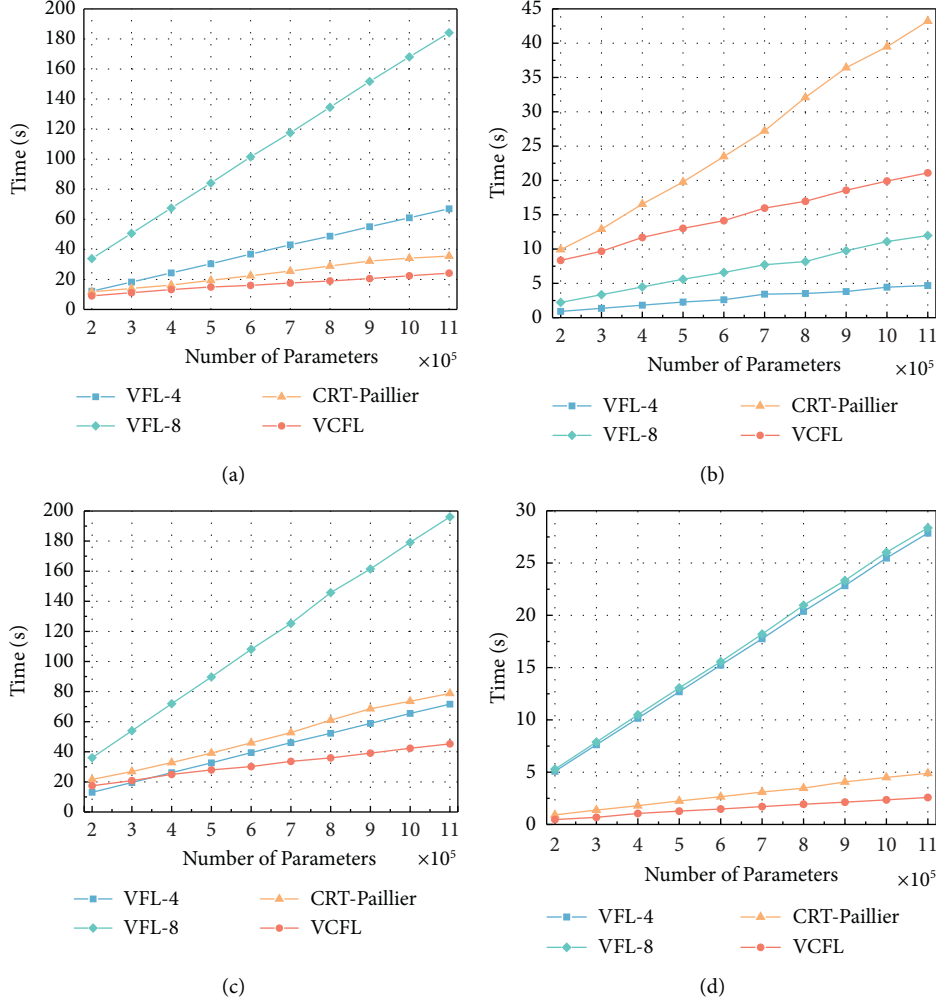 200
180
160
140
120
100
80
60
40
20
0
Time (s)
2 3 4 5 6 7 8 9 10 11
Number of Parameters ×10⁵
VFL-4 CRT-Paillier
VFL-8 VCFL
(a)
45
40
35
30
25
20
15
10
5
0
Time (s)
2 3 4 5 6 7 8 9 10 11
Number of Parameters ×10⁵
VFL-4 CRT-Paillier
VFL-8 VCFL
(b)
200
180
160
140
120
100
80
60
40
20
0
Time (s)
2 3 4 5 6 7 8 9 10 11
Number of Parameters ×10⁵
VFL-4 CRT-Paillier
VFL-8 VCFL
(c)
30
25
20
15
10
5
0
Time (s)
2 3 4 5 6 7 8 9 10 11
Number of Parameters ×10⁵
VFL-4 CRT-Paillier
VFL-8 VCFL
(d)